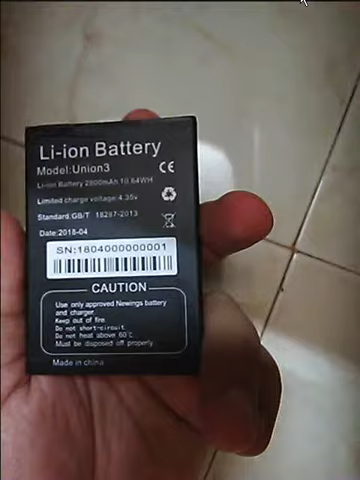 Li-ion Battery
Model:Union3
Li-ion Battery 2800mAh 10.64WH
Limited charge voltage:4.35v
Standard:GB/T 18287-2013
Date:2018-04
SN:1804000000001
CAUTION
Use only approved Newings battery
and charger.
Keep out of fire.
Do not short-circuit.
Do not heat above 60℃
Must be disposed off properly.
Made in china